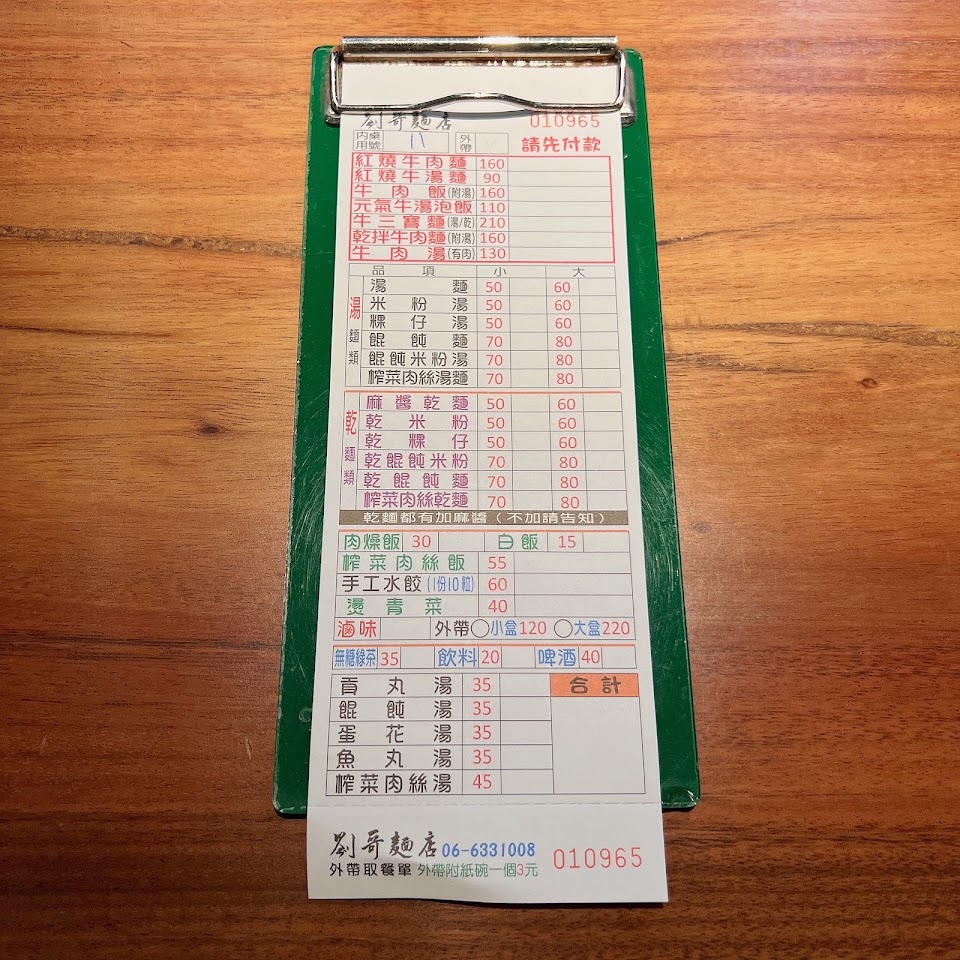 劉哥麵店 010965
內用 桌號 11 外帶 請先付款
紅燒牛肉麵 160
紅燒牛湯麵 90
牛肉飯(附湯) 160
元氣牛湯泡飯 110
牛三寶麵(湯/乾) 210
乾拌牛肉麵(附湯) 160
牛肉湯(有肉) 130
品項 小 大
湯麵類
湯麵 50 60
米粉湯 50 60
粿仔湯 50 60
餛飩麵 70 80
餛飩米粉湯 70 80
榨菜肉絲湯麵 70 80
乾麵類
麻醬乾麵 50 60
乾米粉 50 60
乾粿仔 50 60
乾餛飩米粉 70 80
乾餛飩麵 70 80
榨菜肉絲乾麵 70 80
乾麵都有加麻醬(不加請告知)
肉燥飯 30 白飯 15
榨菜肉絲飯 55
手工水餃(1份10粒) 60
燙青菜 40
滷味 外帶○小盒120 ○大盒220
無糖綠茶 35 飲料 20 啤酒 40
貢丸湯 35 合計
餛飩湯 35
蛋花湯 35
魚丸湯 35
榨菜肉絲湯 45
劉哥麵店 06-6331008 010965
外帶取餐單 外帶附紙碗一個3元